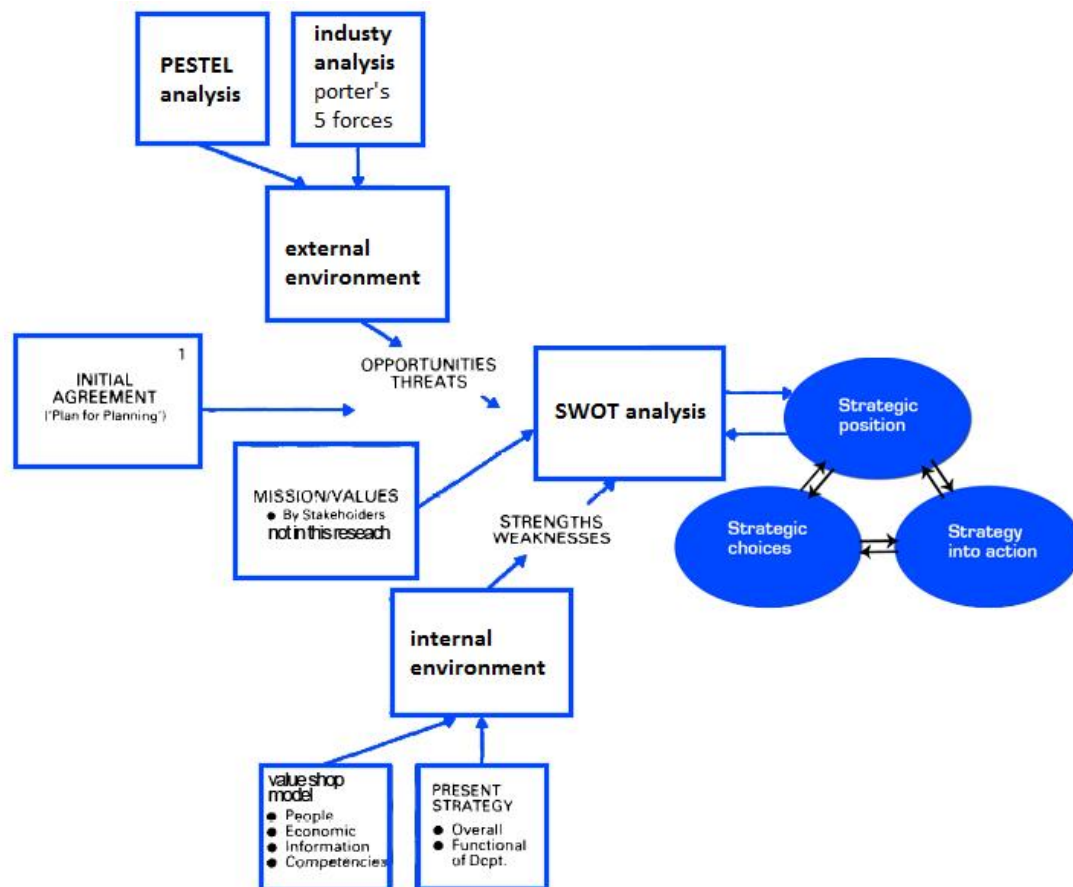 PESTEL
analysis
industy
analysis
porter's
5 forces
external
environment
1
INITIAL
AGREEMENT
('Plan for Planning')
OPPORTUNITIES
THREATS
SWOT analysis
Strategic
position
MISSION/VALUES
● By Stakeholders
not in this reseach
STRENGTHS
WEAKNESSES
Strategic
choices
Strategy
into action
internal
environment
value shop
model
● People
● Economic
● Information
● Competencies
PRESENT
STRATEGY
● Overall
● Functional
of Dept.